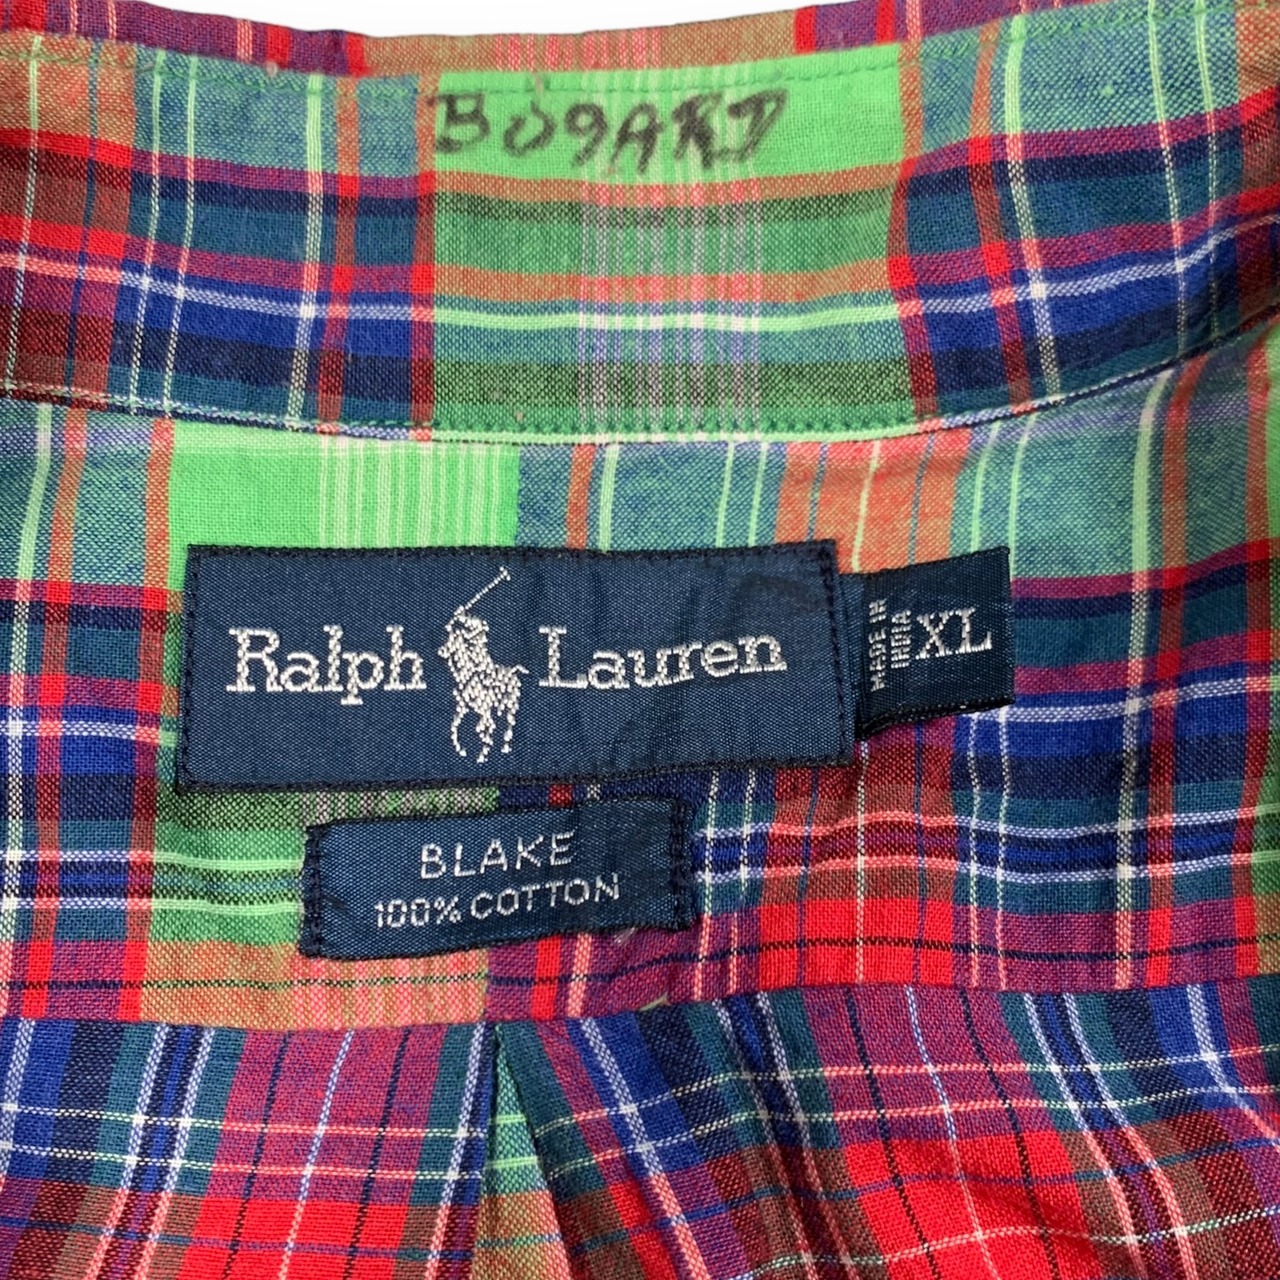 BOgARD
Ralph Lauren
MADE IN
INDIA
XL
BLAKE
100% COTTON